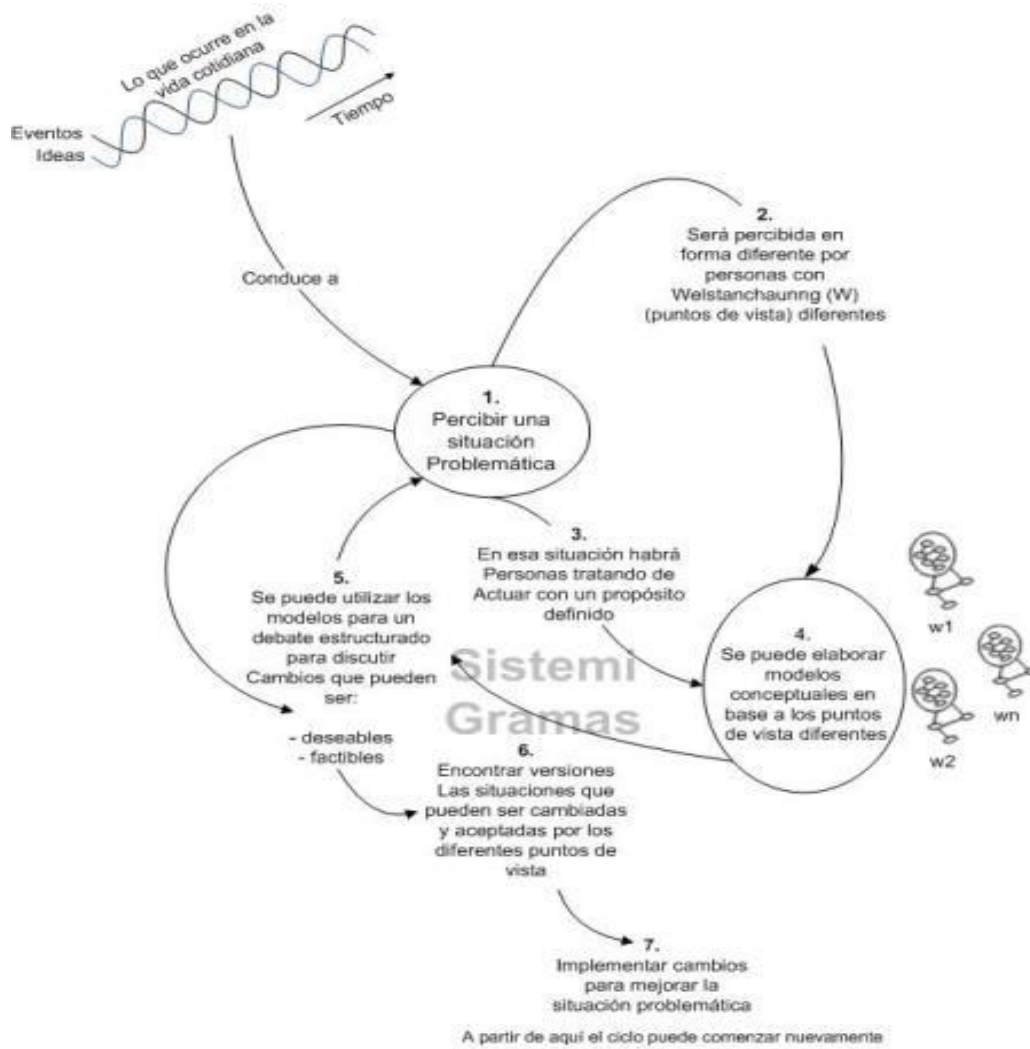 Lo que ocurre en la
vida cotidiana
Tiempo
Eventos
Ideas
Conduce a
1.
Percibir una
situación
Problemática
2.
Será percibida en
forma diferente por
personas con
Welstanchaunng (W)
(puntos de vista) diferentes
3.
En esa situación habrá
Personas tratando de
Actuar con un propósito
definido
4.
Se puede elaborar
modelos
conceptuales en
base a los puntos
de vista diferentes
w1
wn
w2
5.
Se puede utilizar los
modelos para un
debate estructurado
para discutir
Cambios que pueden
ser:
- deseables
- factibles
Sistemi
Gramas
6.
Encontrar versiones
Las situaciones que
pueden ser cambiadas
y aceptadas por los
diferentes puntos de
vista
7.
Implementar cambios
para mejorar la
situación problemática
A partir de aquí el ciclo puede comenzar nuevamente